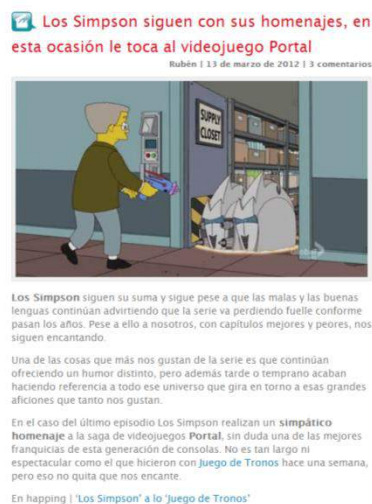 Los Simpson siguen con sus homenajes, en
esta ocasión le toca al videojuego Portal
Rubén | 13 de marzo de 2012 | 3 comentarios
SUPPLY
CLOSET
Los Simpson siguen su suma y sigue pese a que las malas y las buenas
lenguas continúan advirtiendo que la serie va perdiendo fuelle conforme
pasan los años. Pese a ello a nosotros, con capítulos mejores y peores, nos
siguen encantando.
Una de las cosas que más nos gustan de la serie es que continúan
ofreciendo un humor distinto, pero además tarde o temprano acaban
haciendo referencia a todo ese universo que gira en torno a esas grandes
aficiones que tanto nos gustan.
En el caso del último episodio Los Simpson realizan un simpático
homenaje a la saga de videojuegos Portal, sin duda una de las mejores
franquicias de esta generación de consolas. No es tan largo ni
espectacular como el que hicieron con Juego de Tronos hace una semana,
pero eso no quita que nos encante.
En happing | 'Los Simpson' a lo 'Juego de Tronos'